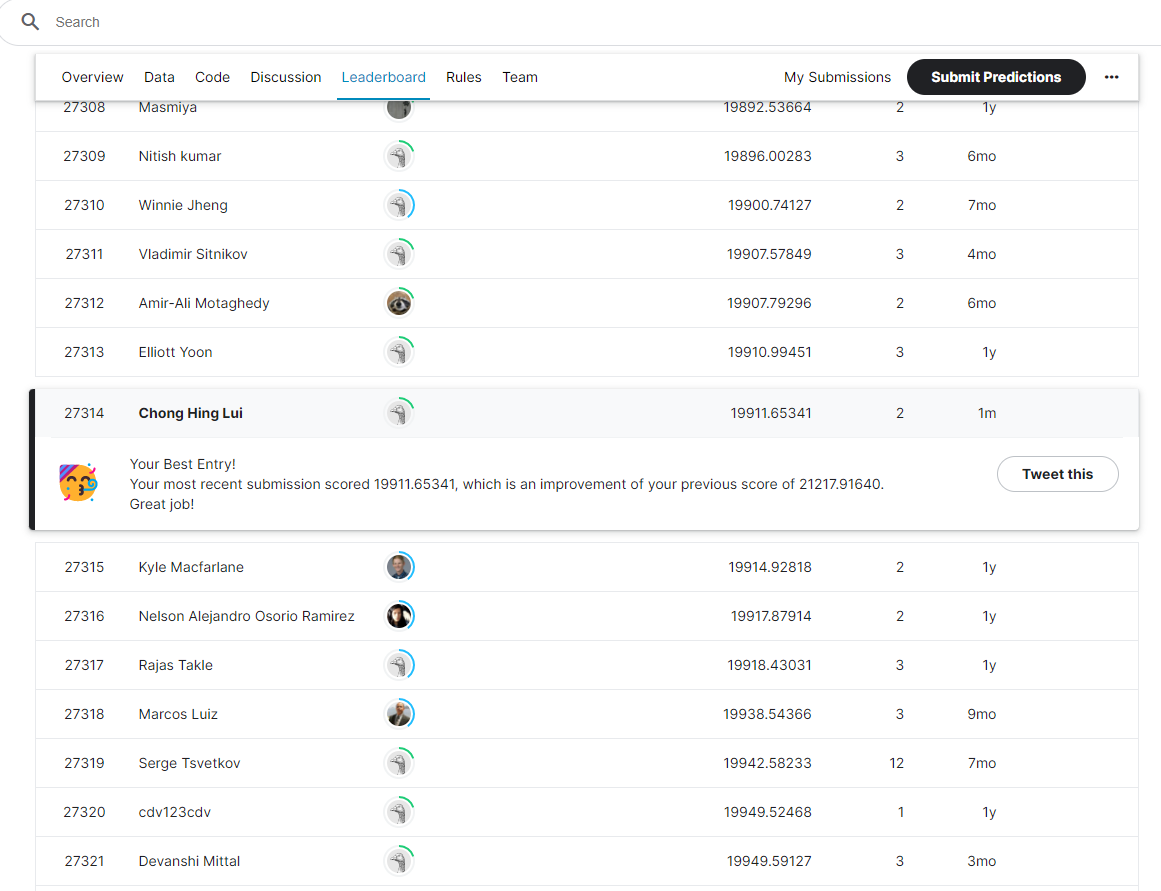 Search
Overview Data Code Discussion Leaderboard Rules Team My Submissions Submit Predictions •••
27308 Masmiya 19892.53664 2 1y
27309 Nitish kumar 19896.00283 3 6mo
27310 Winnie Jheng 19900.74127 2 7mo
27311 Vladimir Sitnikov 19907.57849 3 4mo
27312 Amir-Ali Motaghedy 19907.79296 2 6mo
27313 Elliott Yoon 19910.99451 3 1y
27314 Chong Hing Lui 19911.65341 2 1m
Your Best Entry!
Your most recent submission scored 19911.65341, which is an improvement of your previous score of 21217.91640.
Great job!
Tweet this
27315 Kyle Macfarlane 19914.92818 2 1y
27316 Nelson Alejandro Osorio Ramirez 19917.87914 2 1y
27317 Rajas Takle 19918.43031 3 1y
27318 Marcos Luiz 19938.54366 3 9mo
27319 Serge Tsvetkov 19942.58233 12 7mo
27320 cdv123cdv 19949.52468 1 1y
27321 Devanshi Mittal 19949.59127 3 3mo